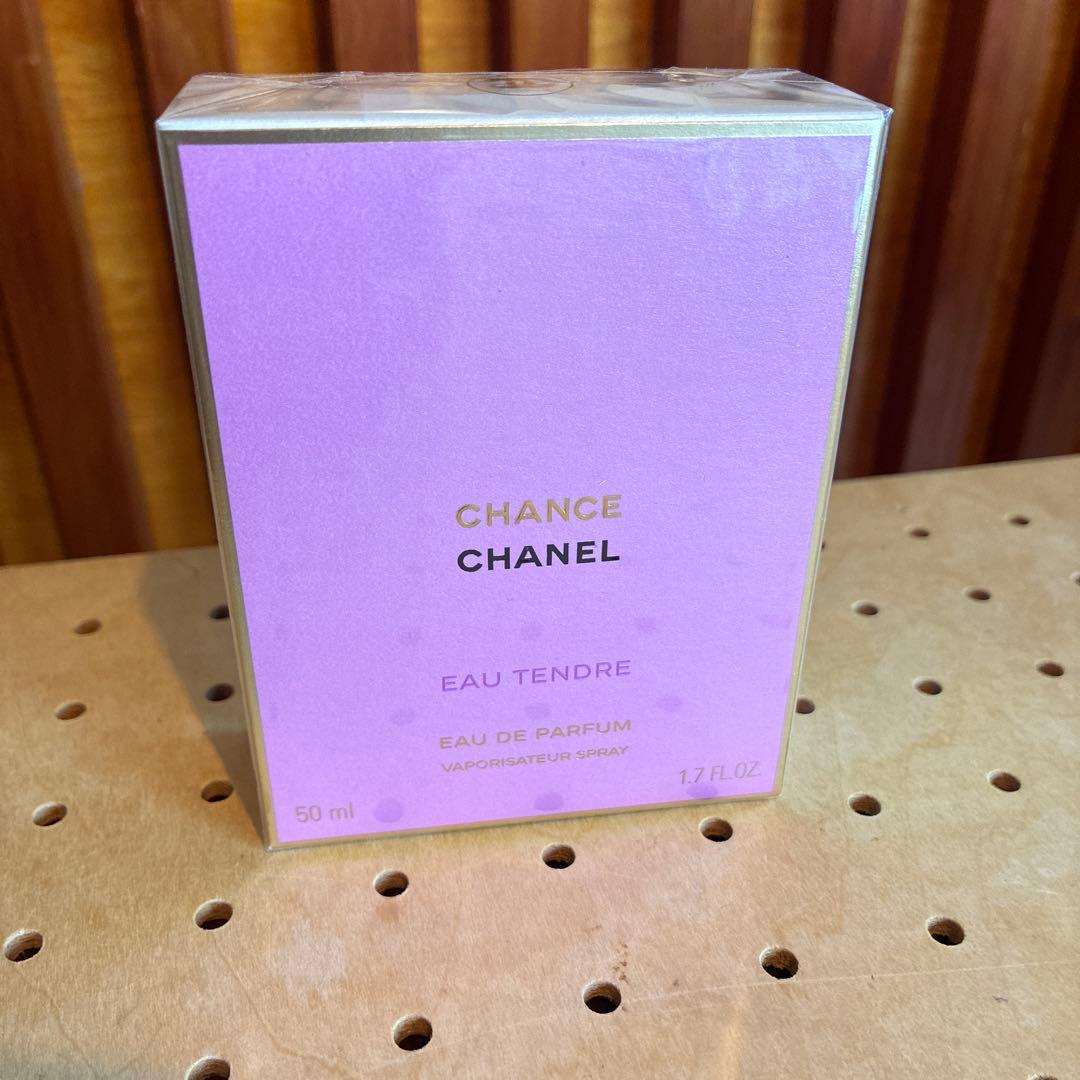 CHANCE
CHANEL
EAU TENDRE
EAU DE PARFUM
VAPORISATEUR SPRAY
50 ml 1.7 FL.OZ.